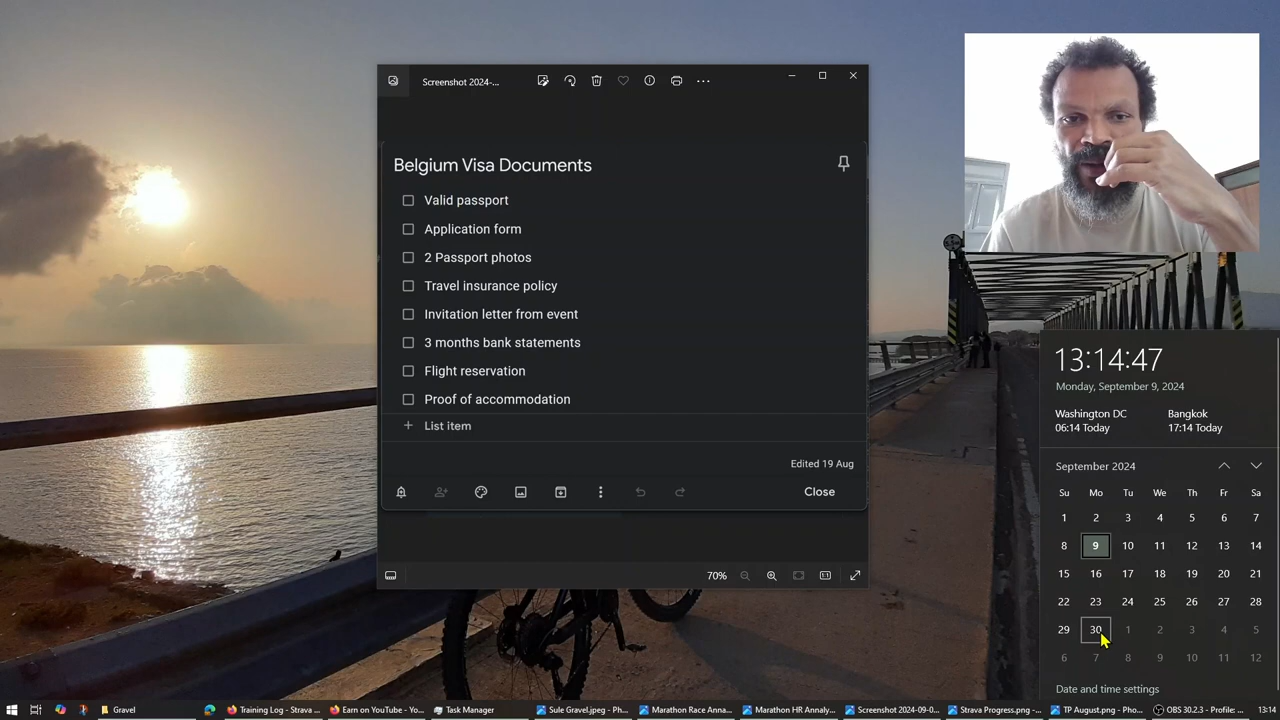 Screenshot 2024-...
Belgium Visa Documents
Valid passport
Application form
2 Passport photos
Travel insurance policy
Invitation letter from event
3 months bank statements
Flight reservation
Proof of accommodation
+ List item
Edited 19 Aug
Close
70%
13:14:47
Monday, September 9, 2024
Washington DC Bangkok
06:14 Today 17:14 Today
September 2024
Su Mo Tu We Th Fr Sa
1 2 3 4 5 6 7
8 9 10 11 12 13 14
15 16 17 18 19 20 21
22 23 24 25 26 27 28
29 30 1 2 3 4 5
6 7 8 9 10 11 12
Date and time settings
Gravel Training Log - Strava ... Earn on YouTube - Yo... Task Manager Sule Gravel.jpeg - Ph... Marathon Race Anna... Marathon HR Analy... Screenshot 2024-09-0... Strava Progress.png - ... TP August.png - Pho... OBS 30.2.3 - Profile: ... 13:14